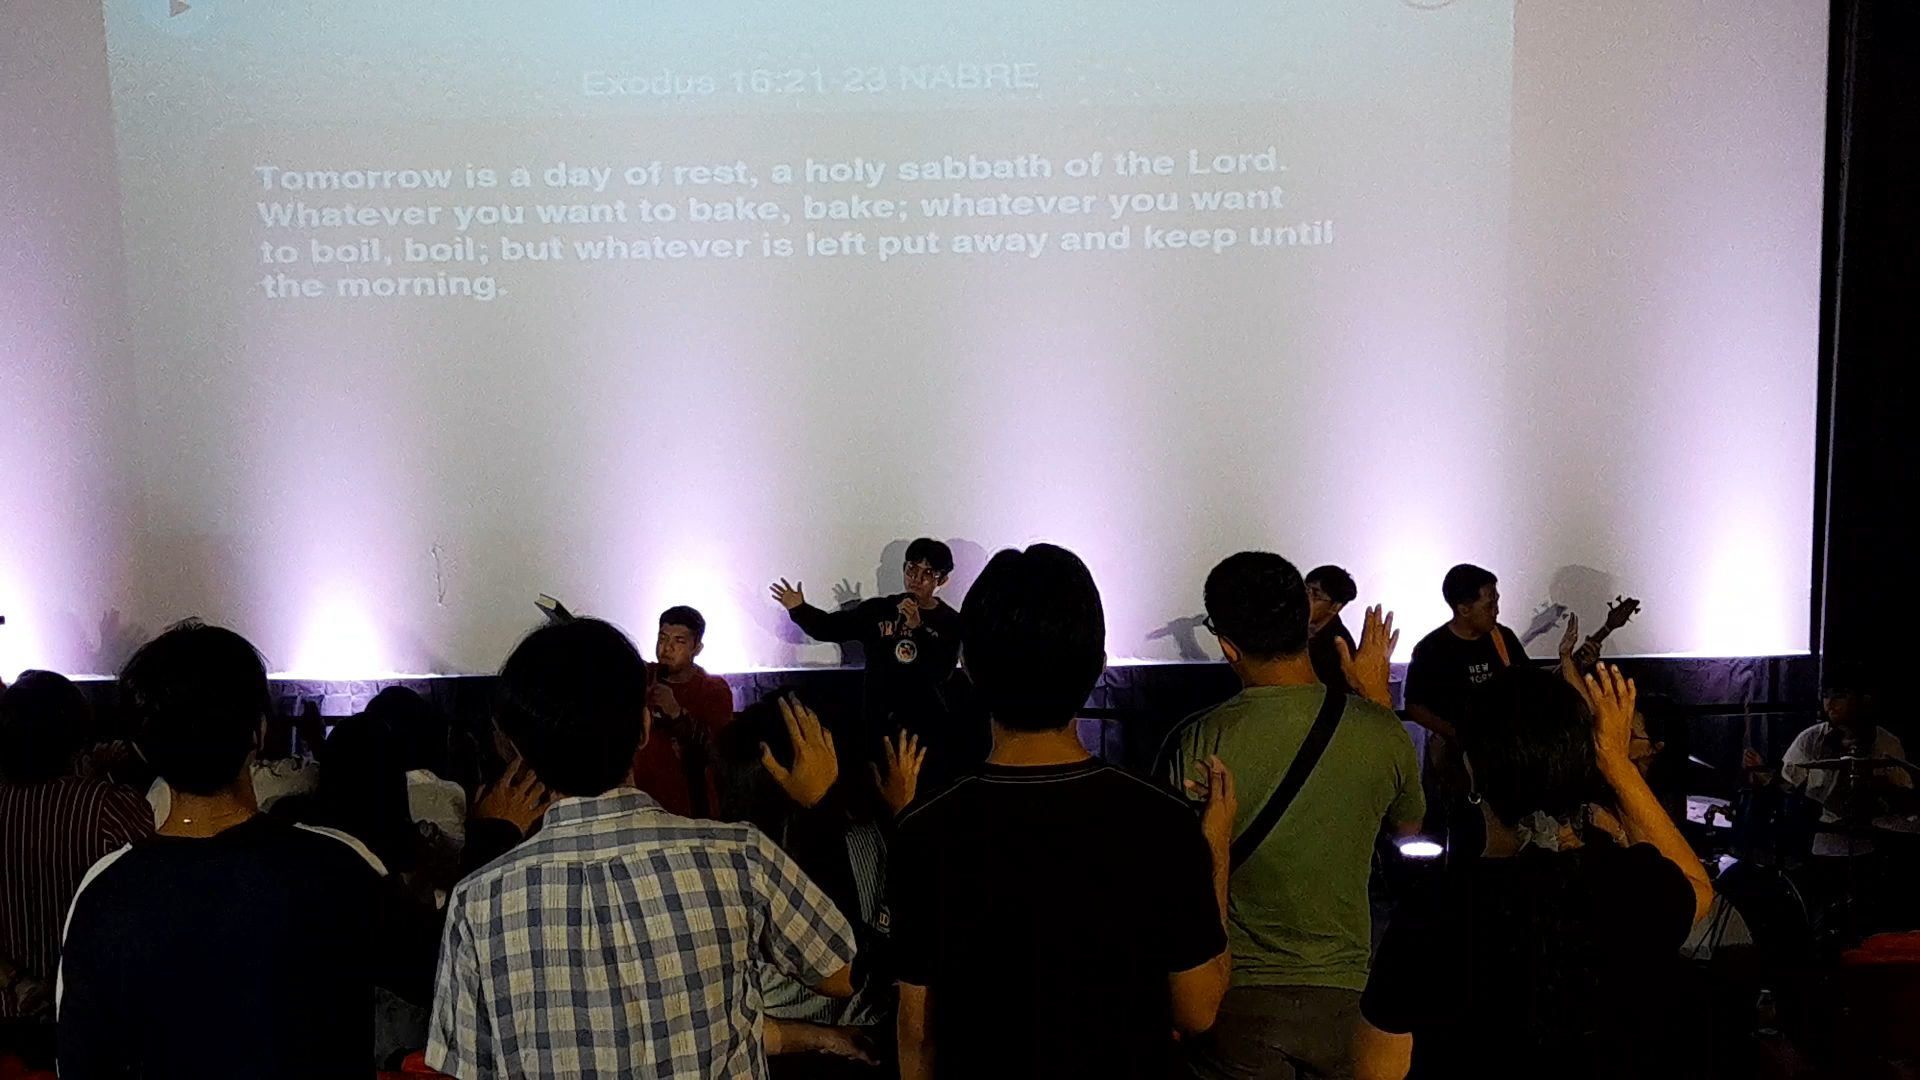 Exodus 16:21-23 NABRE
Tomorrow is a day of rest, a holy sabbath of the Lord.
Whatever you want to bake, bake; whatever you want
to boil, boil; but whatever is left put away and keep until
the morning.
NEW
YORK